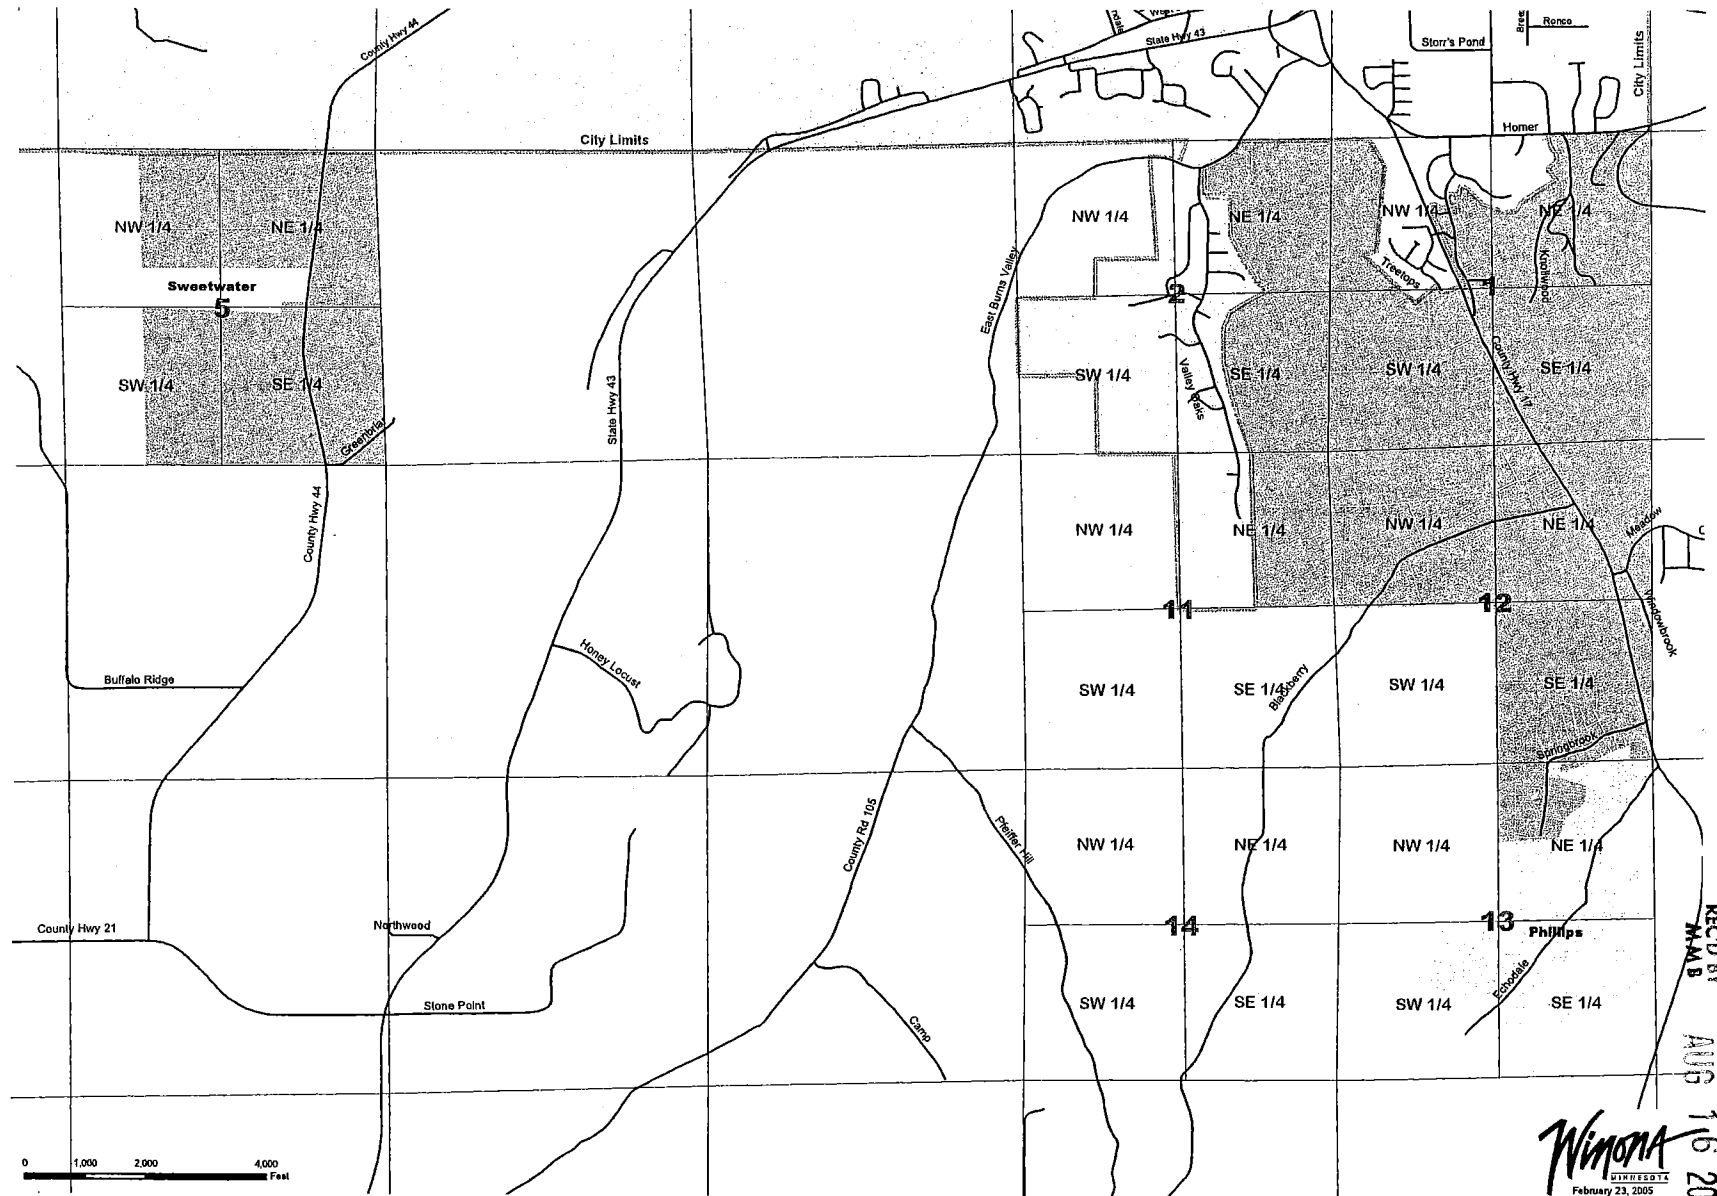 County Hwy 44
State Hwy 43
Storr's Pond
Ronco
City Limits
City Limits
Homer
NW 1/4
NE 1/4
NW 1/4
NE 1/4
NW 1/4
NE 1/4
Sweetwater
5
East Burns Valley
2
Treetops
1
Knollwood
SW 1/4
SE 1/4
State Hwy 43
SW 1/4
Valley Oaks
SE 1/4
SW 1/4
County Hwy 17
SE 1/4
Greenbriar
County Hwy 44
NW 1/4
NE 1/4
NW 1/4
NE 1/4
Meadow
11
12
Windowbrook
Buffalo Ridge
Honey Locust
SW 1/4
SE 1/4
Blackberry
SW 1/4
SE 1/4
Springbrook
County Rd 105
Pfeiffer Hill
NW 1/4
NE 1/4
NW 1/4
NE 1/4
County Hwy 21
Northwood
14
13
Phillips
REC'D BY
MMB
Stone Point
Camp
SW 1/4
SE 1/4
SW 1/4
Echodale
SE 1/4
AUG 16 20
0 1,000 2,000 4,000
Feet
Winona
MINNESOTA
February 23, 2005